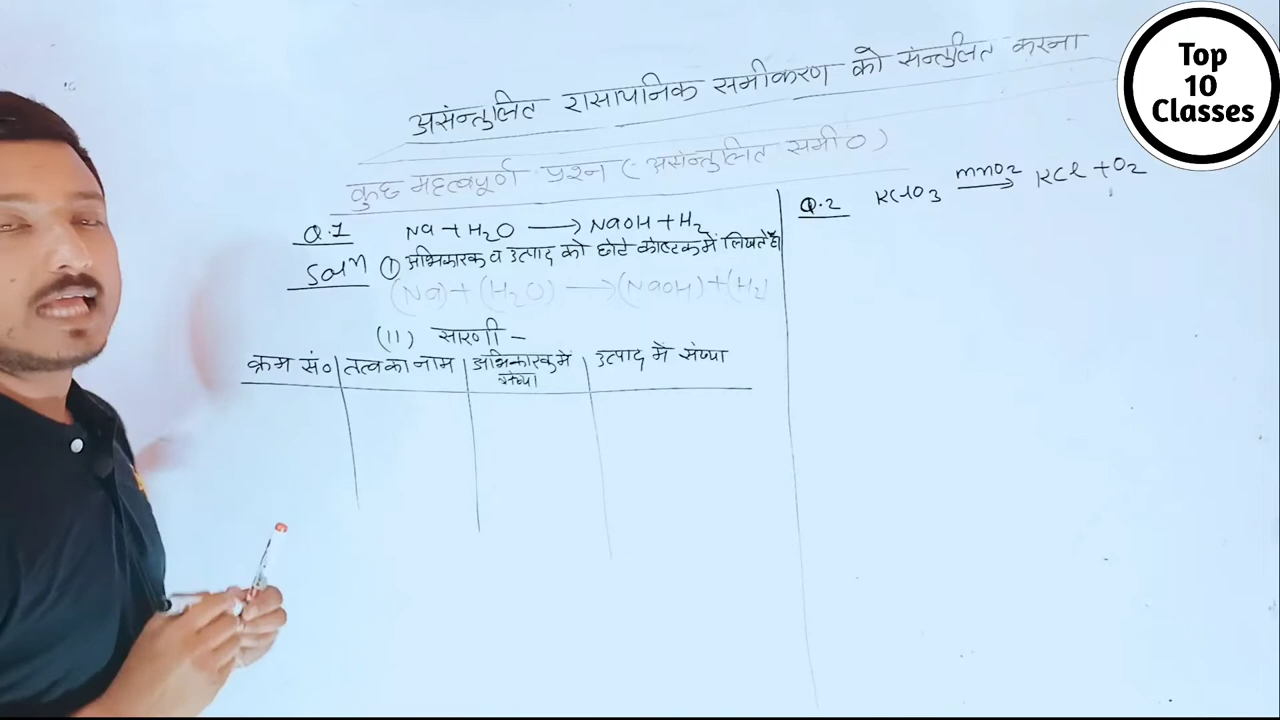 असंन्तुलित रासायनिक समीकरण को संन्तुलित करना
कुछ महत्वपूर्ण प्रश्न (असंन्तुलित समी०)
Q.1 Na + H₂O ⟶ NaOH + H₂
Solⁿ ① अभिकारक व उत्पाद को छोटे कोष्टक में लिखते है।
(Na) + (H₂O) ⟶ (NaOH) + (H₂)
(II) सारणी -
क्रम सं० तत्व का नाम अभिकारक में संख्या उत्पाद में संख्या
Q.2 KClO₃ MnO₂ ⟶ KCl + O₂
Top
10
Classes